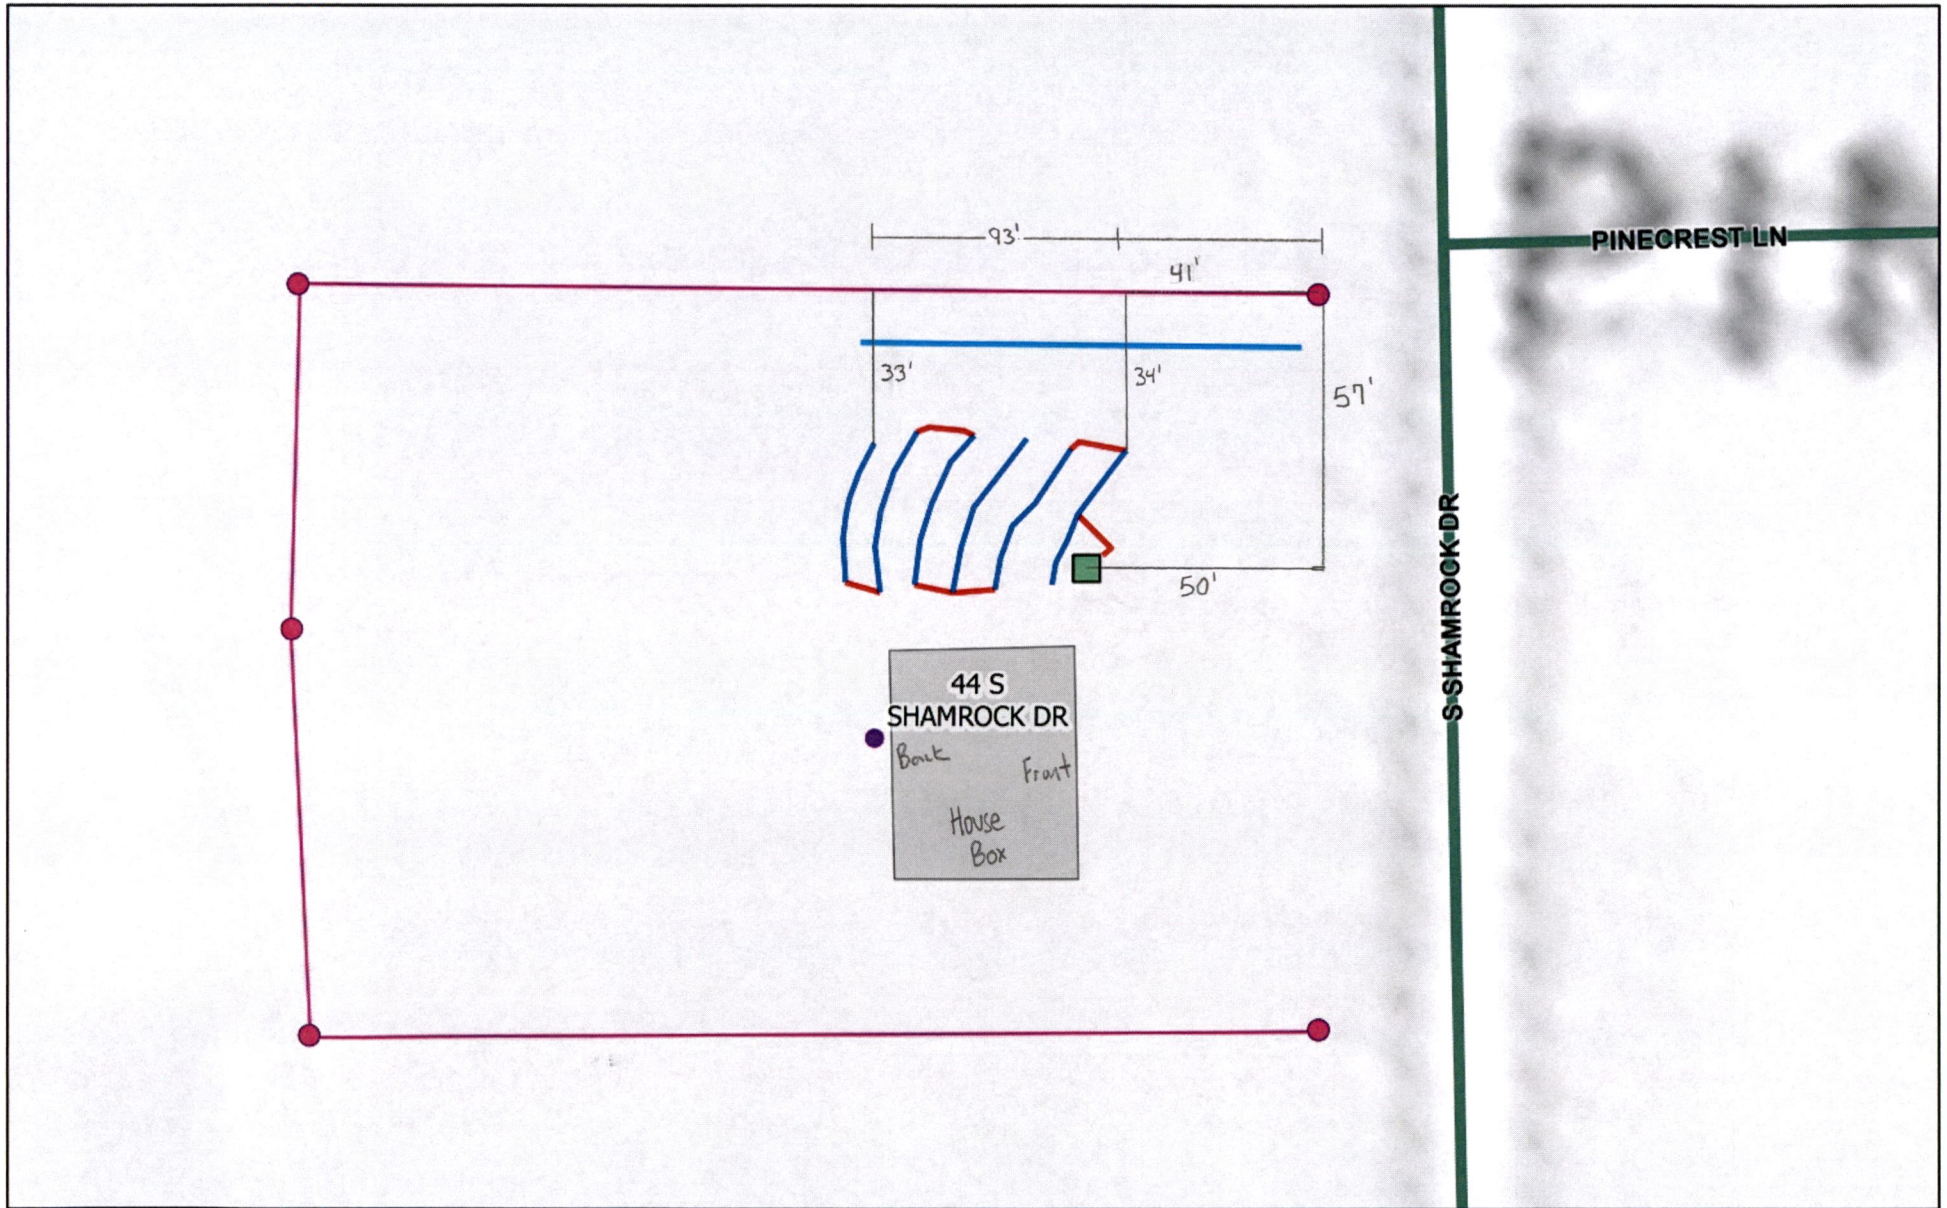 93'
41'
PINECREST LN
33'
34'
57'
50'
S SHAMROCK DR
44 S
SHAMROCK DR
Back
Front
House
Box